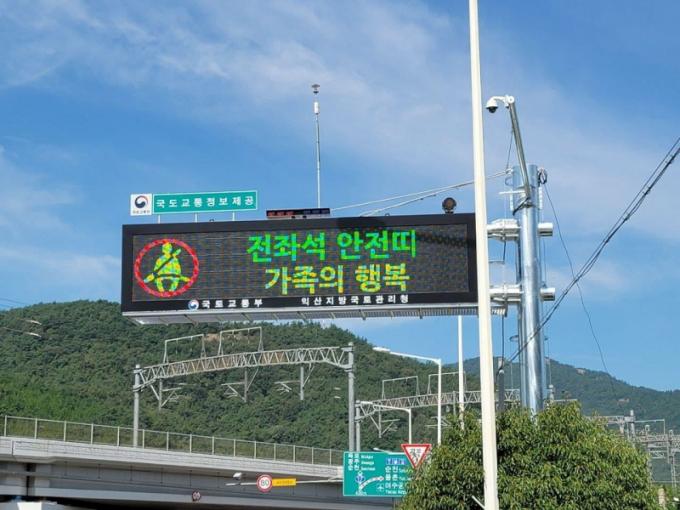 국도교통정보제공
전좌석 안전띠
가족의 행복
국토교통부 익산지방국토관리청
80